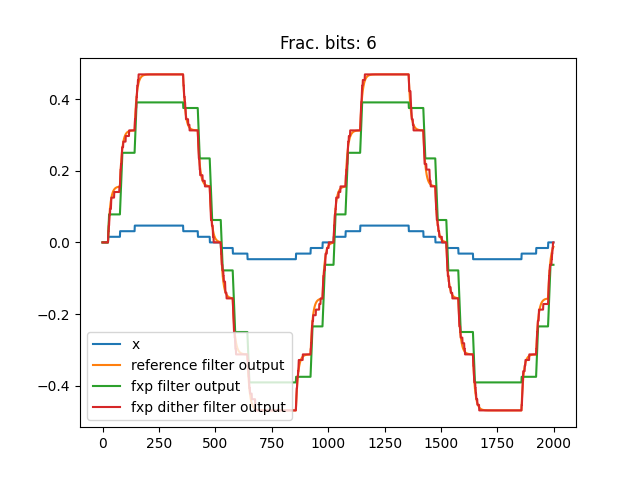 Frac. bits: 6
0.4
0.2
0.0
−0.2
−0.4
x
reference filter output
fxp filter output
fxp dither filter output
0 250 500 750 1000 1250 1500 1750 2000